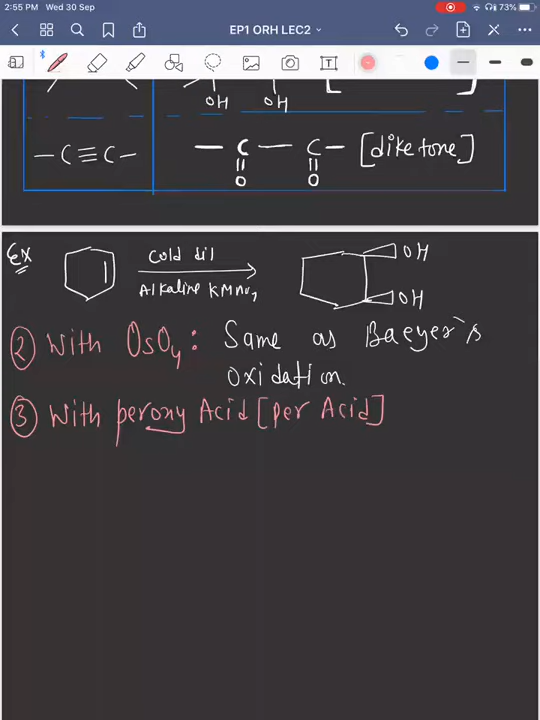 2:55 PM Wed 30 Sep
73%
EP1 ORH LEC2
OH OH
—C≡C— — C — C — [diketone]
O O
Ex Cold dil OH
Alkaline KMnO4 OH
② With OsO4: Same as Baeyer's
oxidation.
③ With peroxy Acid [per Acid]